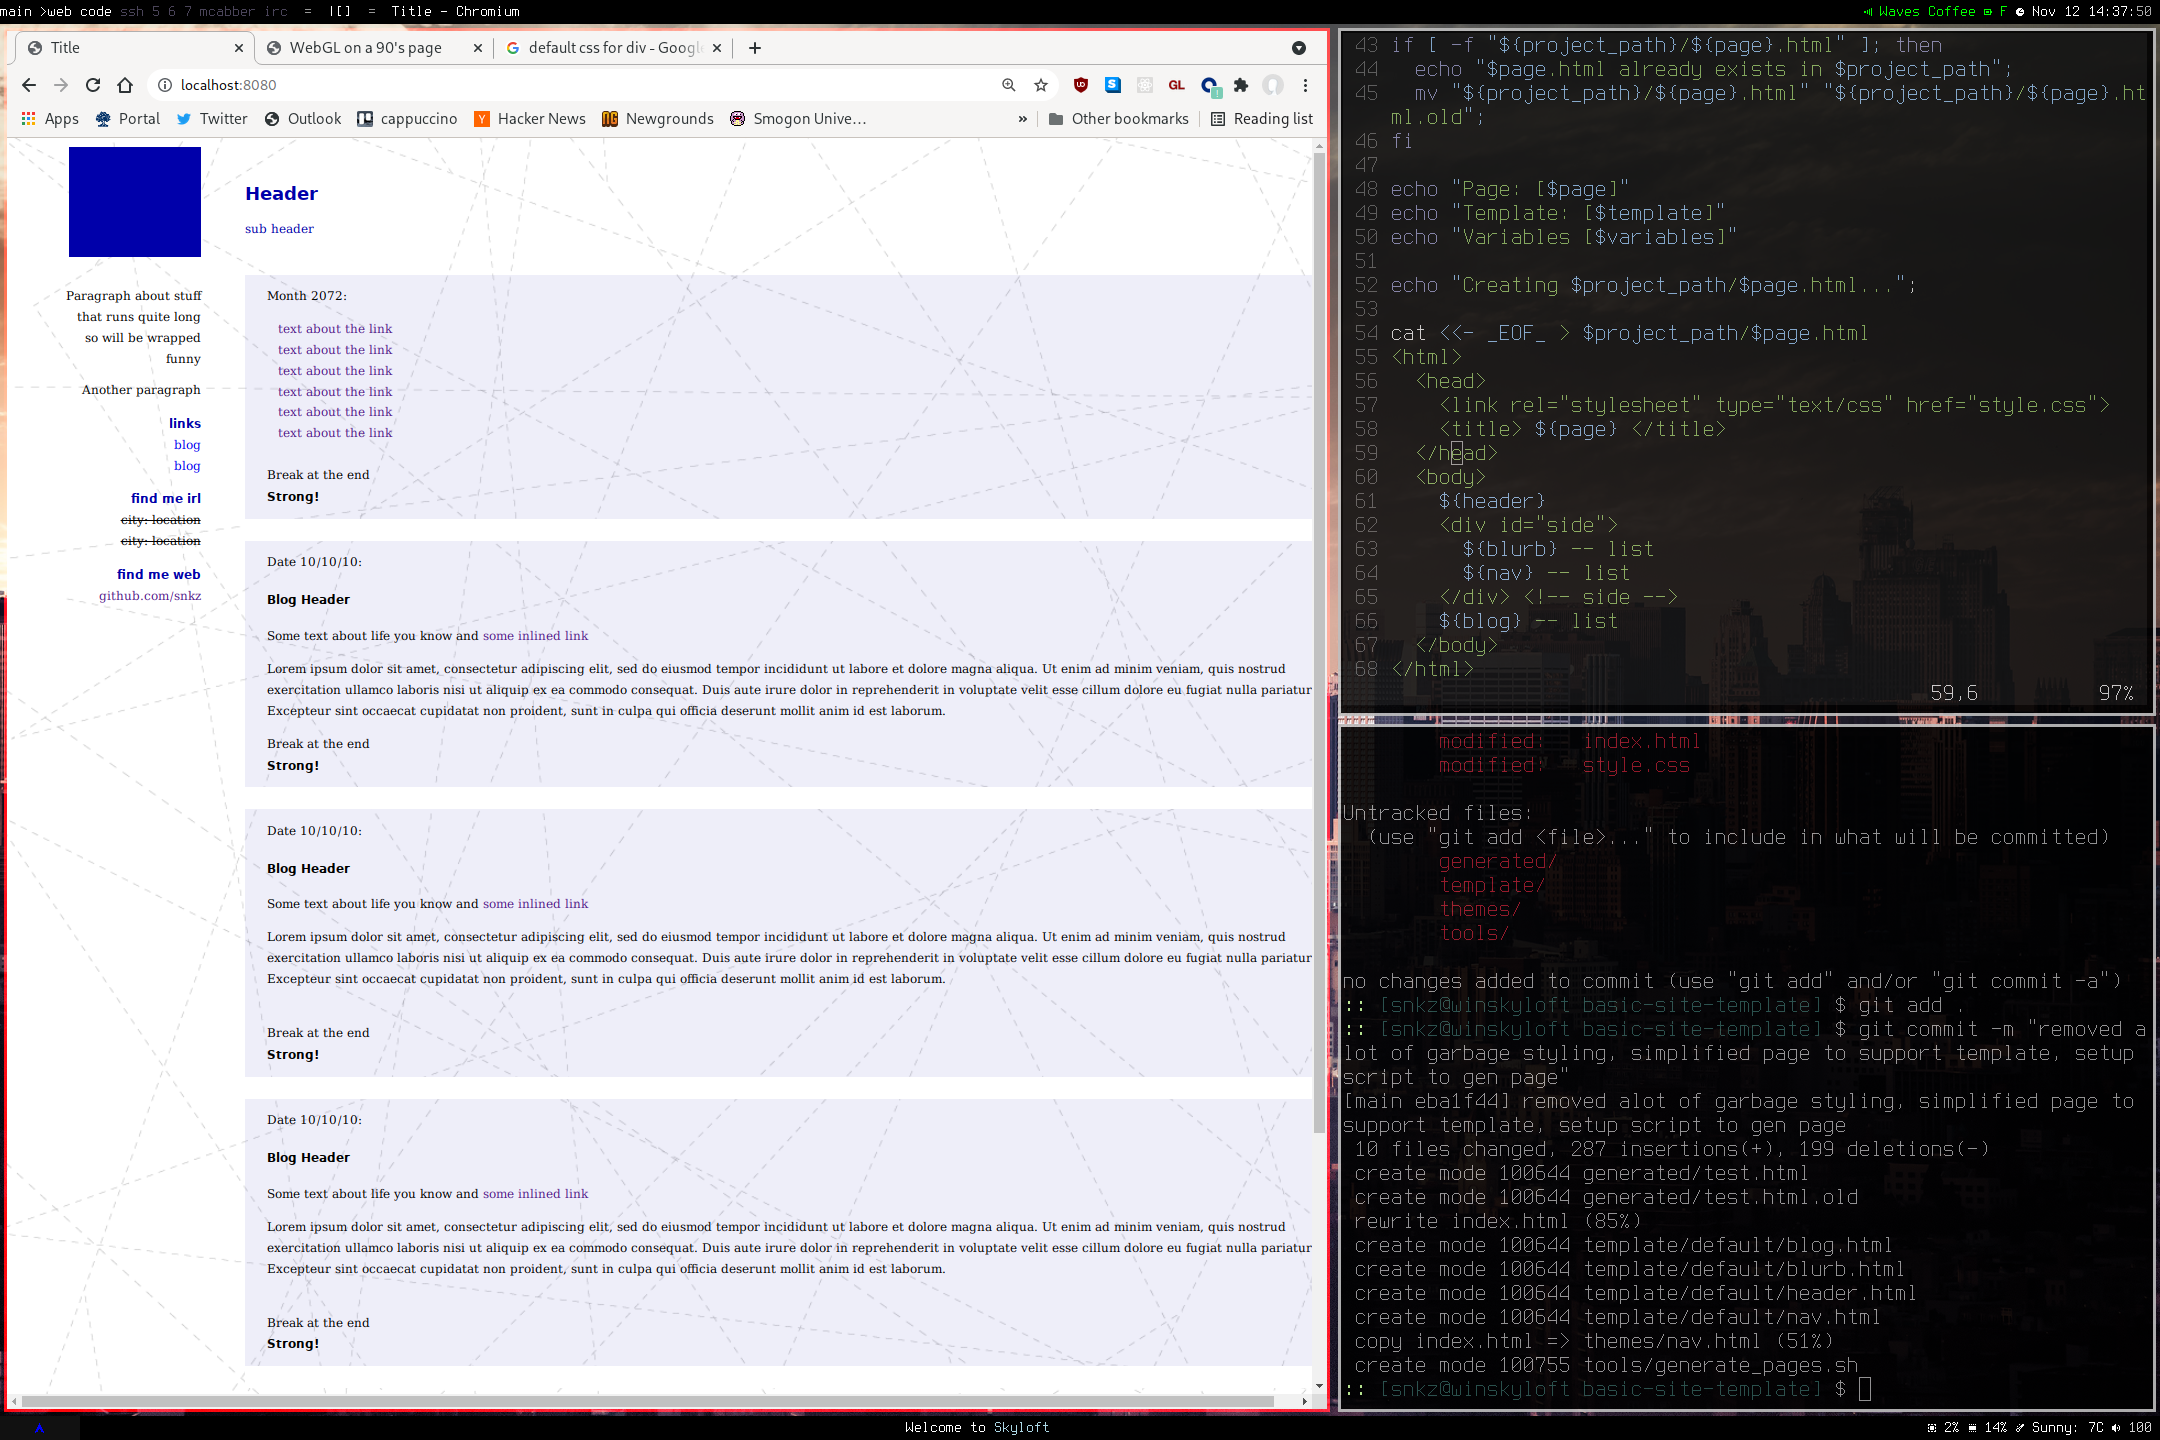 main >web code ssh 5 6 7 mcabber irc = |[] = Title - Chromium
Waves Coffee F Nov 12 14:37:50
Title
WebGL on a 90's page
default css for div - Googl
localhost:8080
Apps Portal Twitter Outlook cappuccino Hacker News Newgrounds Smogon Unive… » Other bookmarks Reading list
Header
sub header
Paragraph about stuff
that runs quite long
so will be wrapped
funny
Another paragraph
links
blog
blog
find me irl
city: location
city: location
find me web
github.com/snkz
Month 2072:
text about the link
text about the link
text about the link
text about the link
text about the link
text about the link
Break at the end
Strong!
Date 10/10/10:
Blog Header
Some text about life you know and some inlined link
Lorem ipsum dolor sit amet, consectetur adipiscing elit, sed do eiusmod tempor incididunt ut labore et dolore magna aliqua. Ut enim ad minim veniam, quis nostrud
exercitation ullamco laboris nisi ut aliquip ex ea commodo consequat. Duis aute irure dolor in reprehenderit in voluptate velit esse cillum dolore eu fugiat nulla pariatur
Excepteur sint occaecat cupidatat non proident, sunt in culpa qui officia deserunt mollit anim id est laborum.
Break at the end
Strong!
Date 10/10/10:
Blog Header
Some text about life you know and some inlined link
Lorem ipsum dolor sit amet, consectetur adipiscing elit, sed do eiusmod tempor incididunt ut labore et dolore magna aliqua. Ut enim ad minim veniam, quis nostrud
exercitation ullamco laboris nisi ut aliquip ex ea commodo consequat. Duis aute irure dolor in reprehenderit in voluptate velit esse cillum dolore eu fugiat nulla pariatur
Excepteur sint occaecat cupidatat non proident, sunt in culpa qui officia deserunt mollit anim id est laborum.
Break at the end
Strong!
Date 10/10/10:
Blog Header
Some text about life you know and some inlined link
Lorem ipsum dolor sit amet, consectetur adipiscing elit, sed do eiusmod tempor incididunt ut labore et dolore magna aliqua. Ut enim ad minim veniam, quis nostrud
exercitation ullamco laboris nisi ut aliquip ex ea commodo consequat. Duis aute irure dolor in reprehenderit in voluptate velit esse cillum dolore eu fugiat nulla pariatur
Excepteur sint occaecat cupidatat non proident, sunt in culpa qui officia deserunt mollit anim id est laborum.
Break at the end
Strong!
43 if [ -f "${project_path}/${page}.html" ]; then
44   echo "$page.html already exists in $project_path";
45   mv "${project_path}/${page}.html" "${project_path}/${page}.ht
ml.old";
46 fi
47
48 echo "Page: [$page]"
49 echo "Template: [$template]"
50 echo "Variables [$variables]"
51
52 echo "Creating $project_path/$page.html...";
53
54 cat <<- _EOF_ > $project_path/$page.html
55 <html>
56   <head>
57     <link rel="stylesheet" type="text/css" href="style.css">
58     <title> ${page} </title>
59   </head>
60   <body>
61     ${header}
62     <div id="side">
63       ${blurb} -- list
64       ${nav} -- list
65     </div> <!-- side -->
66     ${blog} -- list
67   </body>
68 </html>
59,6 97%
modified:   index.html
modified:   style.css
Untracked files:
(use "git add <file>..." to include in what will be committed)
generated/
template/
themes/
tools/
no changes added to commit (use "git add" and/or "git commit -a")
:: [snkz@winskyloft basic-site-template] $ git add .
:: [snkz@winskyloft basic-site-template] $ git commit -m "removed a
lot of garbage styling, simplified page to support template, setup
script to gen page"
[main eba1f44] removed alot of garbage styling, simplified page to
support template, setup script to gen page
10 files changed, 287 insertions(+), 199 deletions(-)
create mode 100644 generated/test.html
create mode 100644 generated/test.html.old
rewrite index.html (85%)
create mode 100644 template/default/blog.html
create mode 100644 template/default/blurb.html
create mode 100644 template/default/header.html
create mode 100644 template/default/nav.html
copy index.html => themes/nav.html (51%)
create mode 100755 tools/generate_pages.sh
:: [snkz@winskyloft basic-site-template] $
Welcome to Skyloft
2% 14% Sunny: 7C 100